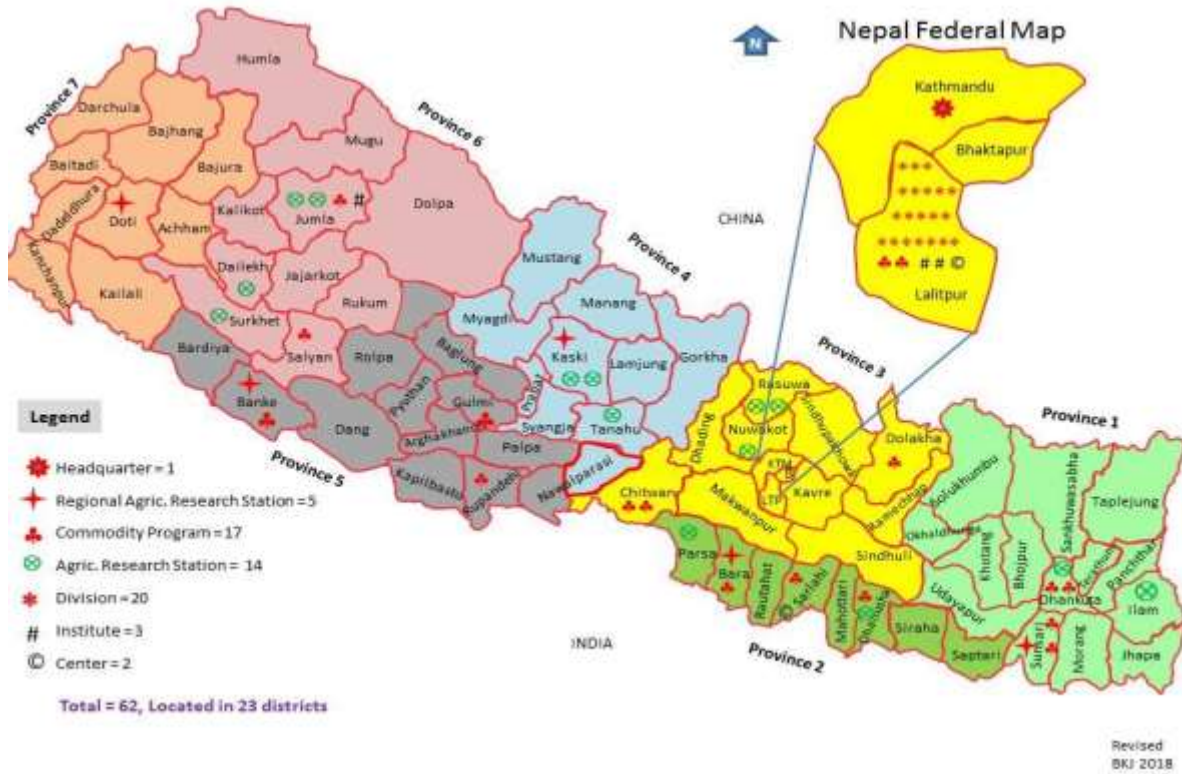 Nepal Federal Map
N
Kathmandu
Bhaktapur
Lalitpur
CHINA
INDIA
Province 7
Darchula
Bajhang
Baitadi
Bajura
Dadeldhura
Doti
Achham
Kanchanpur
Kailali
Province 6
Humla
Mugu
Dolpa
Kalikot
Jumla
#
Dailekh
Jajarkot
Surkhet
Rukum
Salyan
Province 4
Mustang
Manang
Myagdi
Kaski
Lamjung
Gorkha
Parbat
Syangja
Tanahu
Province 5
Bardiya
Banke
Rolpa
Baglung
Pyuthan
Gulmi
Dang
Arghakhanchi
Palpa
Nawalparasi
Province 3
Rasuwa
Dhading
Nuwakot
Dolakha
KTM
LTP
Kavre
Ramechhap
Chitwan
Makwanpur
Sindhuli
Province 2
Parsa
Bara
Rautahat
Sarlahi
©
Mahottari
Dhanusha
Siraha
Saptari
Province 1
Solukhumbu
Sankhuwasabha
Taplejung
Khotang
Bhojpur
Panchthar
Dhankuta
Ilam
Udayapur
Sunsari
Morang
Jhapa
# # ©
Legend
Headquarter = 1
Regional Agric. Research Station = 5
Commodity Program = 17
Agric. Research Station = 14
Division = 20
# Institute = 3
© Center = 2
Total = 62, Located in 23 districts
Revised
BKJ 2018